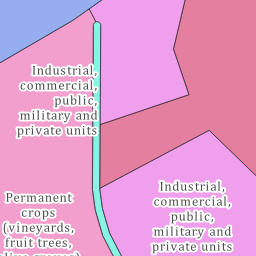 Industrial,
commercial,
public,
military and
private units
Permanent
crops
(vineyards,
fruit trees,
Industrial,
commercial,
public,
military and
private units